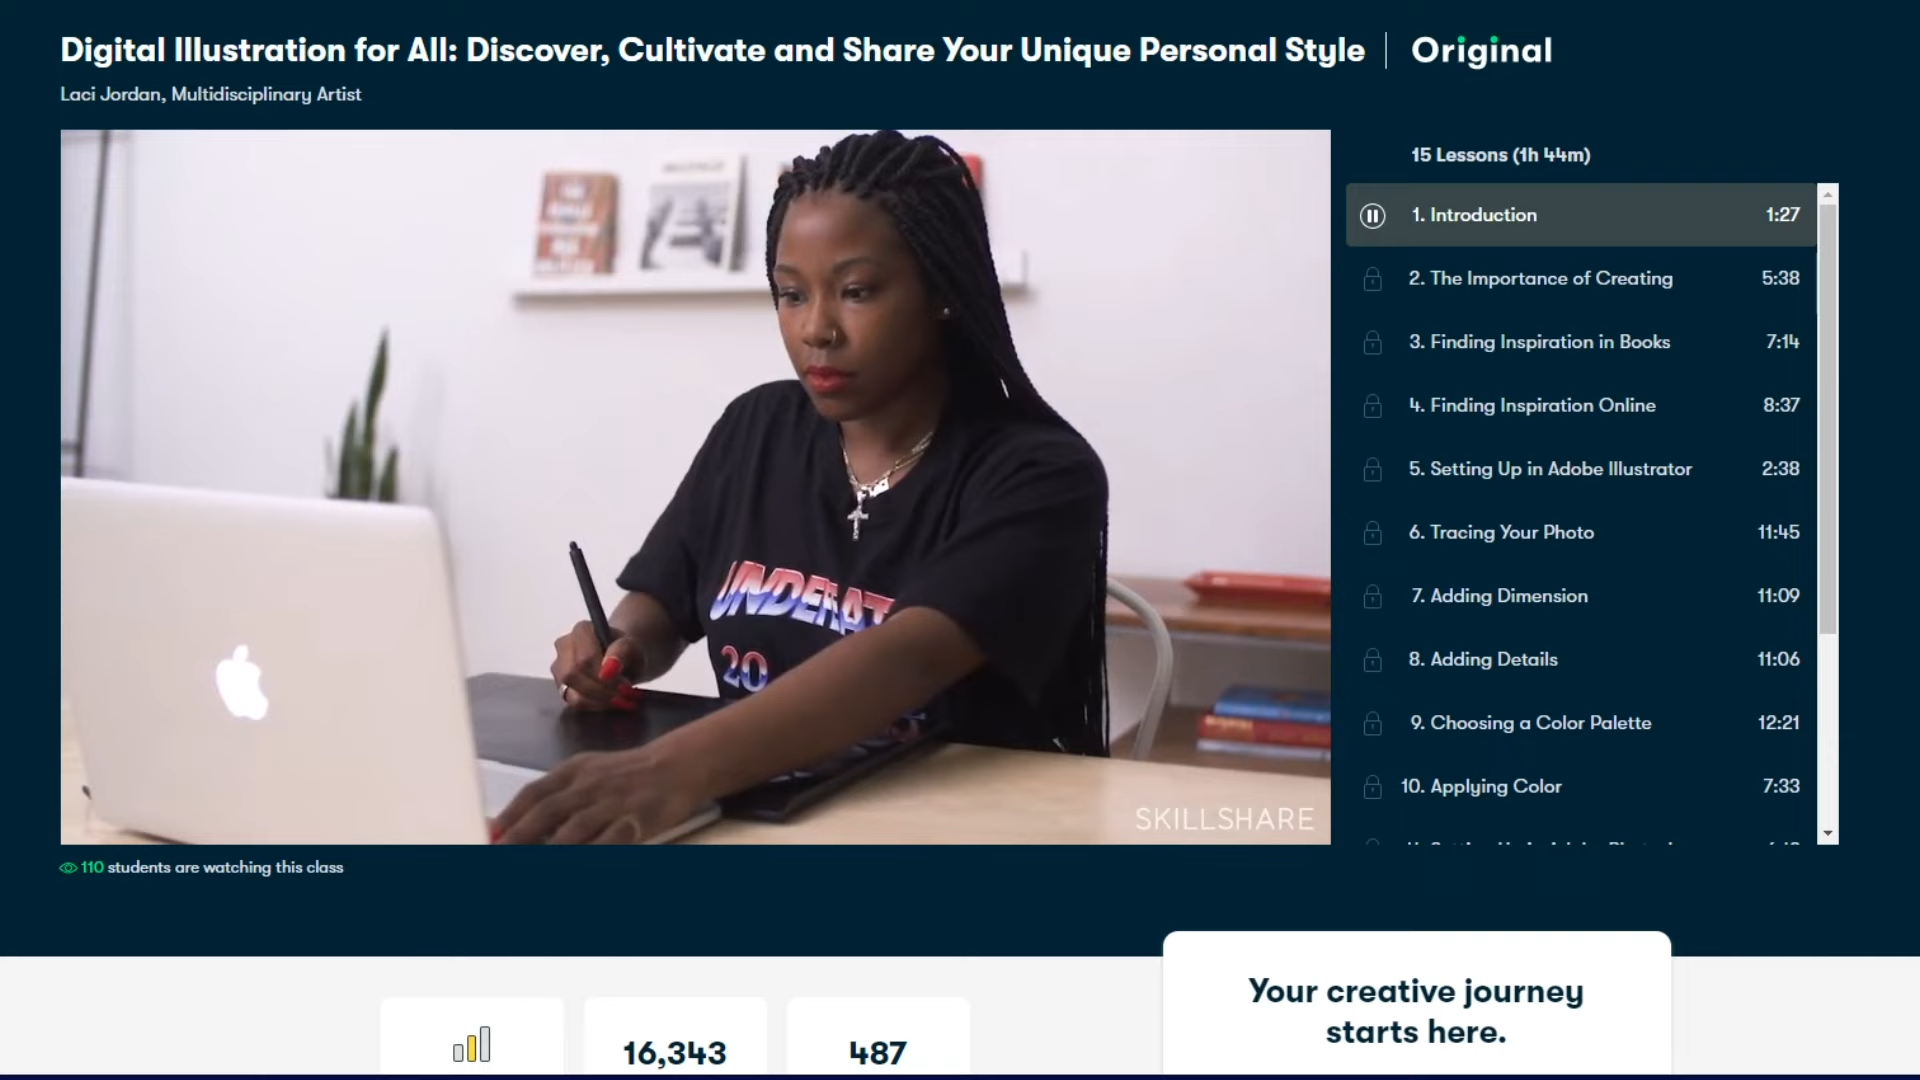 Digital Illustration for All: Discover, Cultivate and Share Your Unique Personal Style | Original
Laci Jordan, Multidisciplinary Artist
UNDERAT
20
SKILLSHARE
110 students are watching this class
15 Lessons (1h 44m)
1. Introduction 1:27
2. The Importance of Creating 5:38
3. Finding Inspiration in Books 7:14
4. Finding Inspiration Online 8:37
5. Setting Up in Adobe Illustrator 2:38
6. Tracing Your Photo 11:45
7. Adding Dimension 11:09
8. Adding Details 11:06
9. Choosing a Color Palette 12:21
10. Applying Color 7:33
16,343
487
Your creative journey
starts here.